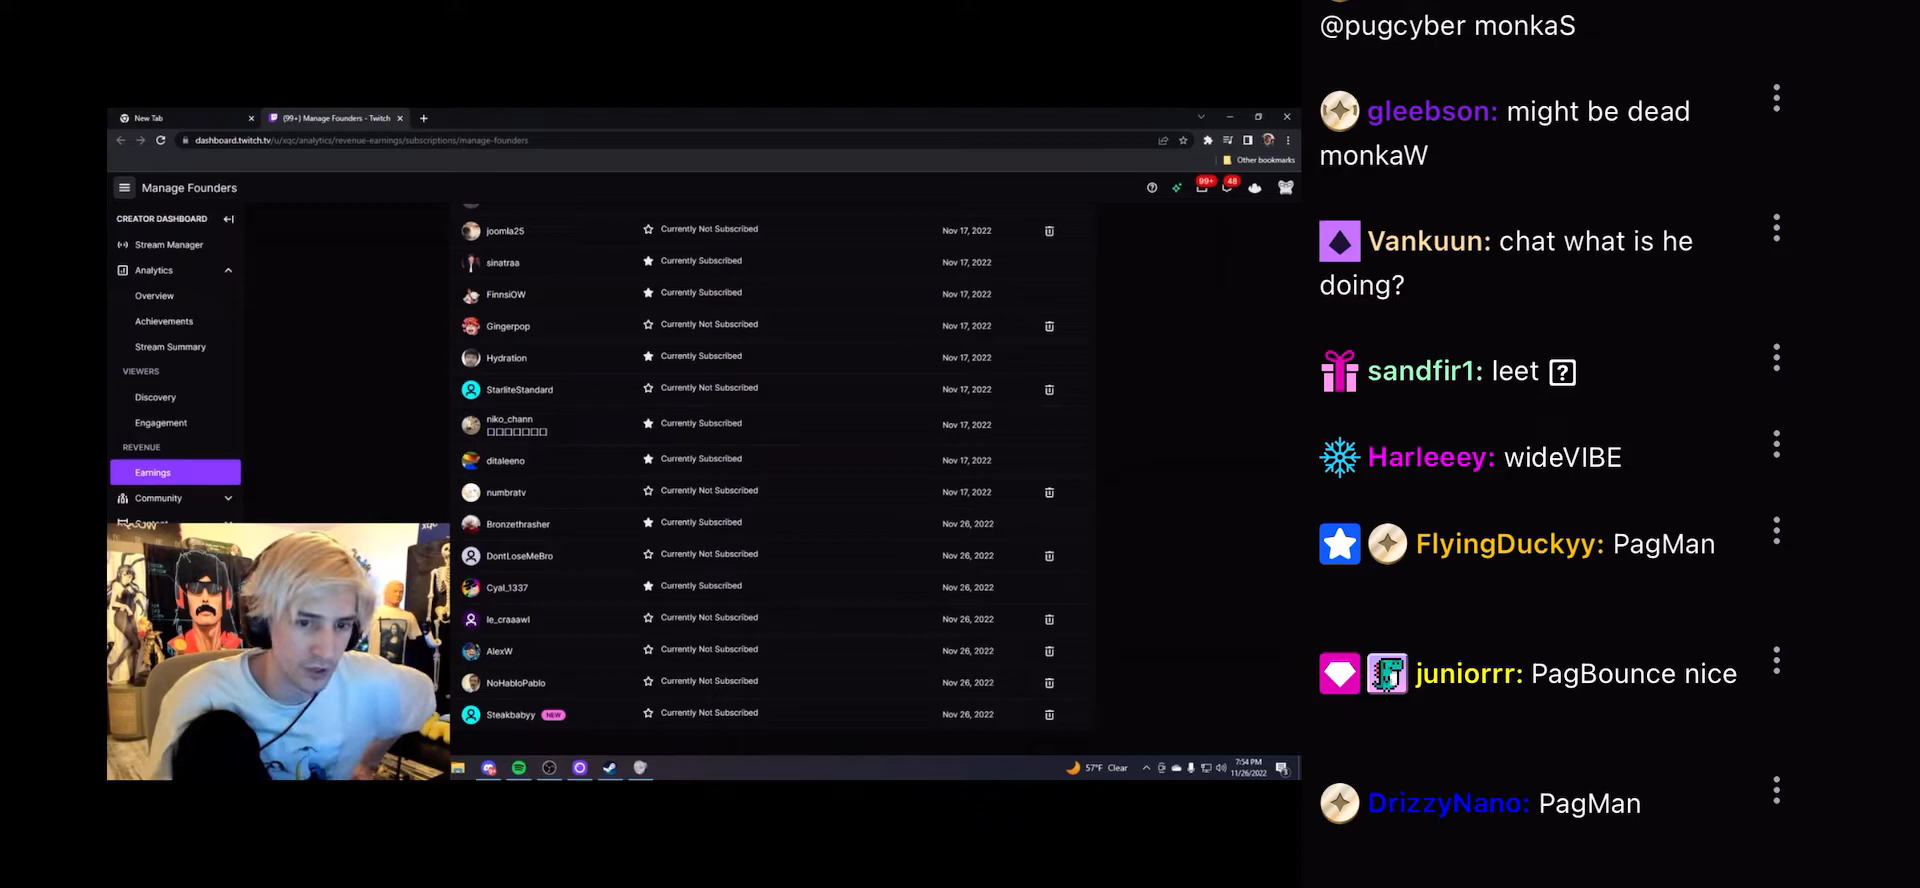 New Tab
(99+) Manage Founders - Twitch
dashboard.twitch.tv/u/xqc/analytics/revenue-earnings/subscriptions/manage-founders
Other bookmarks
Manage Founders
99+
48
CREATOR DASHBOARD
Stream Manager
Analytics
Overview
Achievements
Stream Summary
VIEWERS
Discovery
Engagement
REVENUE
Earnings
Community
joomla25 Currently Not Subscribed Nov 17, 2022
sinatraa Currently Subscribed Nov 17, 2022
FinnsiOW Currently Subscribed Nov 17, 2022
Gingerpop Currently Not Subscribed Nov 17, 2022
Hydration Currently Subscribed Nov 17, 2022
StarliteStandard Currently Not Subscribed Nov 17, 2022
niko_chann Currently Subscribed Nov 17, 2022
ditaleeno Currently Subscribed Nov 17, 2022
numbratv Currently Not Subscribed Nov 17, 2022
Bronzethrasher Currently Subscribed Nov 26, 2022
DontLoseMeBro Currently Not Subscribed Nov 26, 2022
Cyal_1337 Currently Subscribed Nov 26, 2022
le_craaawl Currently Not Subscribed Nov 26, 2022
AlexW Currently Not Subscribed Nov 26, 2022
NoHabloPablo Currently Not Subscribed Nov 26, 2022
Steakbabyy NEW Currently Not Subscribed Nov 26, 2022
57°F Clear
7:54 PM
11/26/2022
@pugcyber monkaS
gleebson: might be dead
monkaW
Vankuun: chat what is he
doing?
sandfir1: leet
Harleeey: wideVIBE
FlyingDuckyy: PagMan
juniorrr: PagBounce nice
DrizzyNano: PagMan